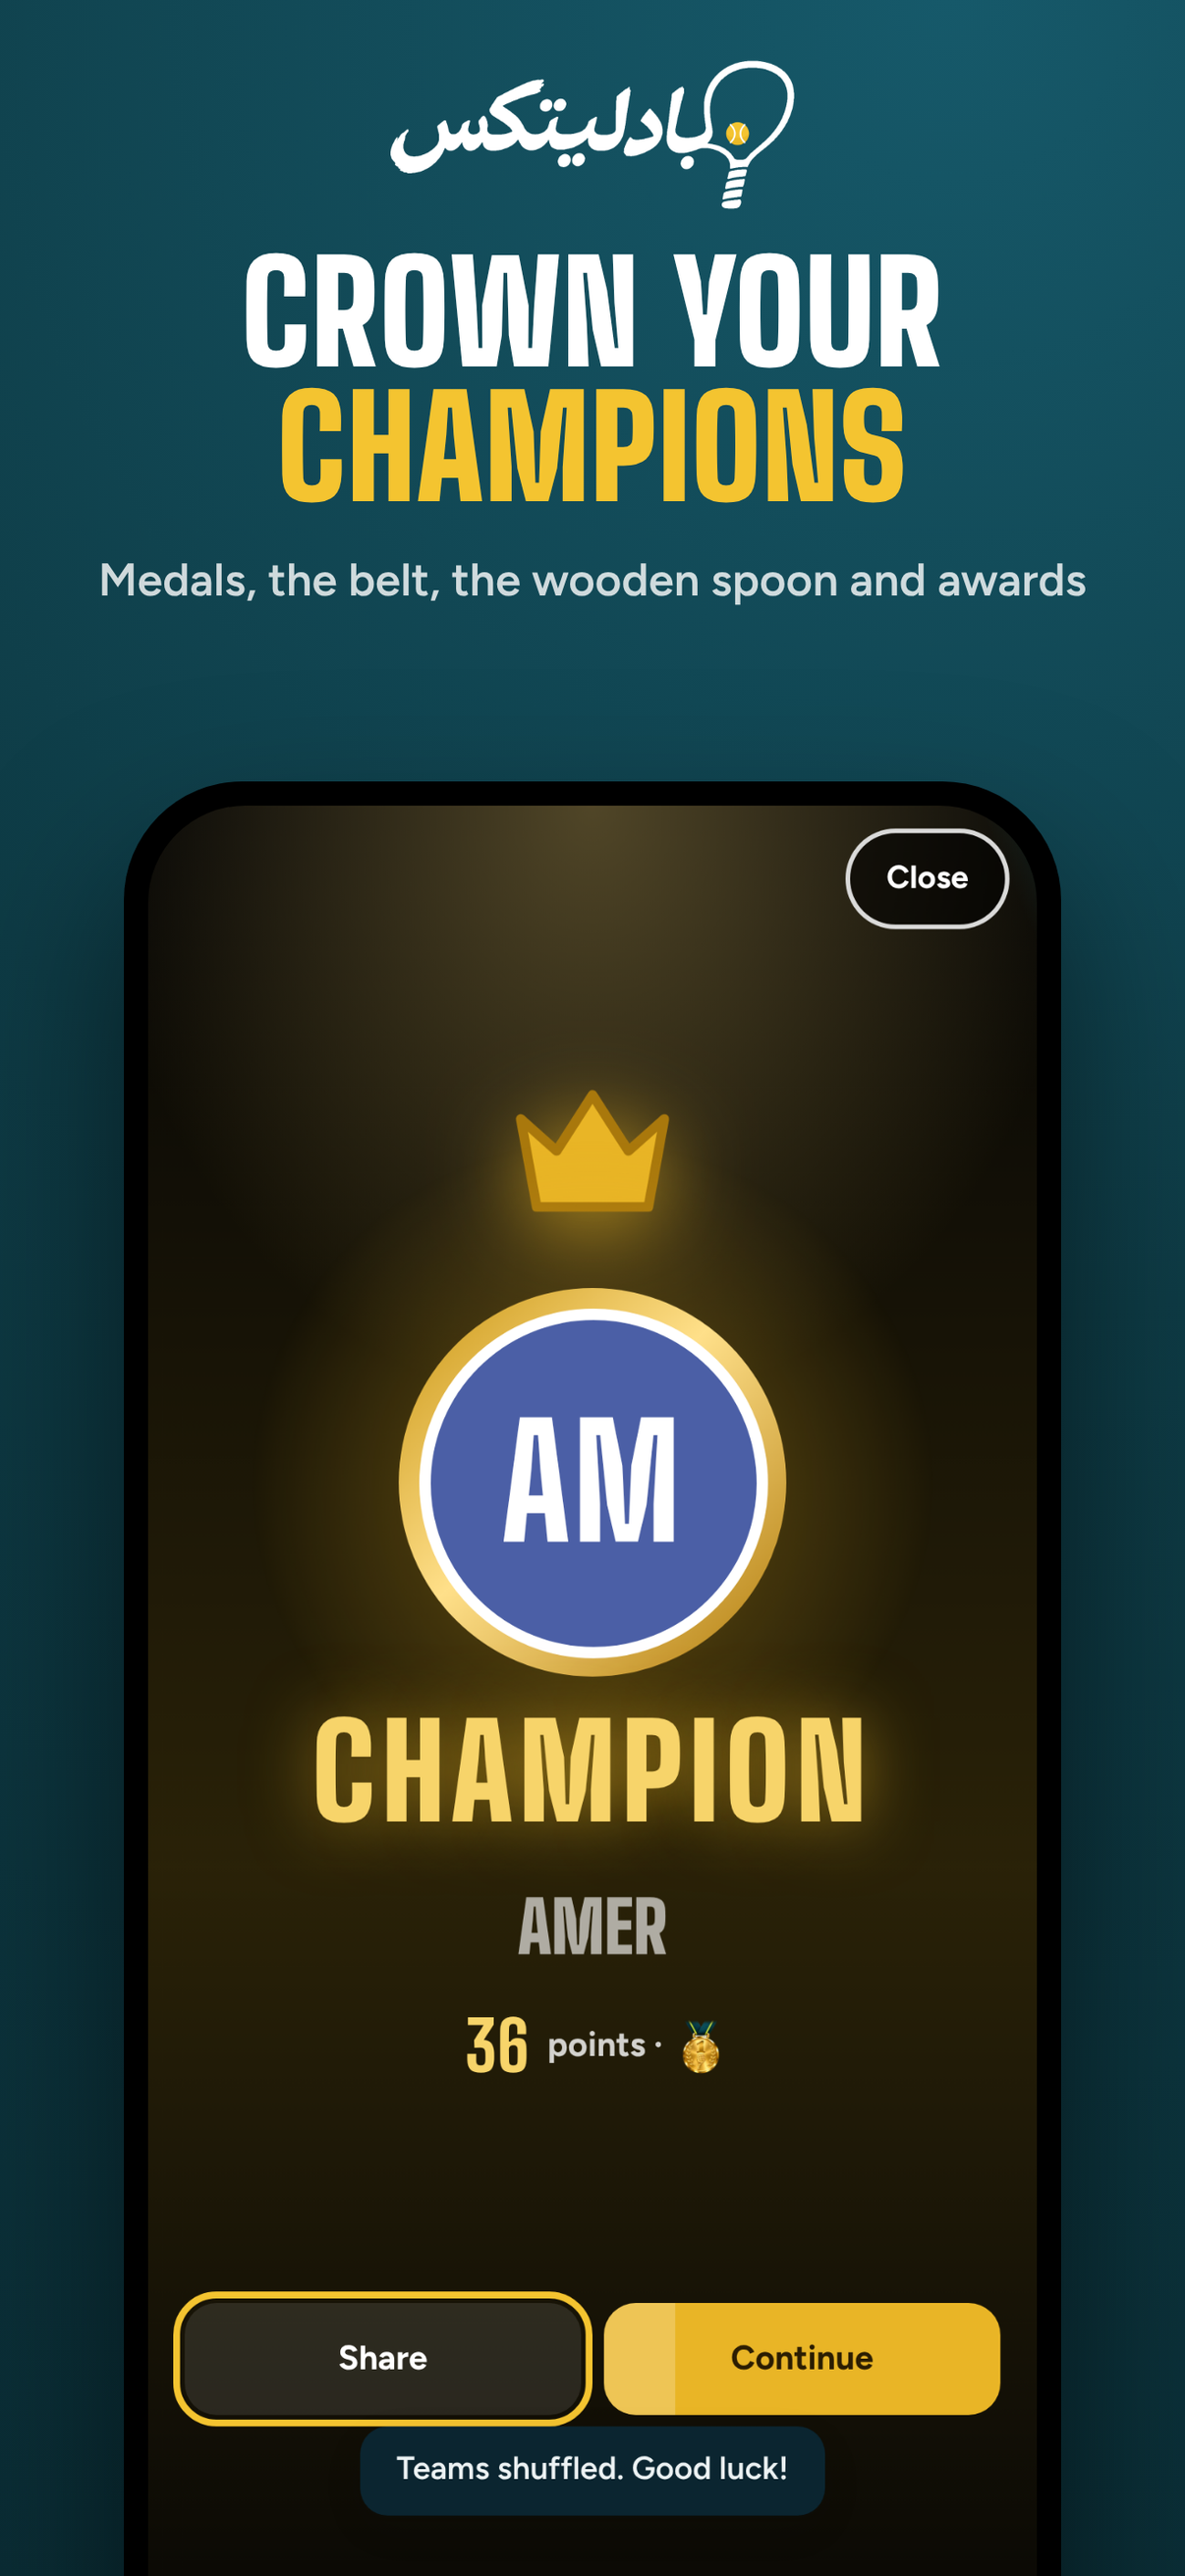 بادليتكس
CROWN YOUR
CHAMPIONS
Medals, the belt, the wooden spoon and awards
Close
AM
CHAMPION
AMER
36 points ·
Share
Continue
Teams shuffled. Good luck!